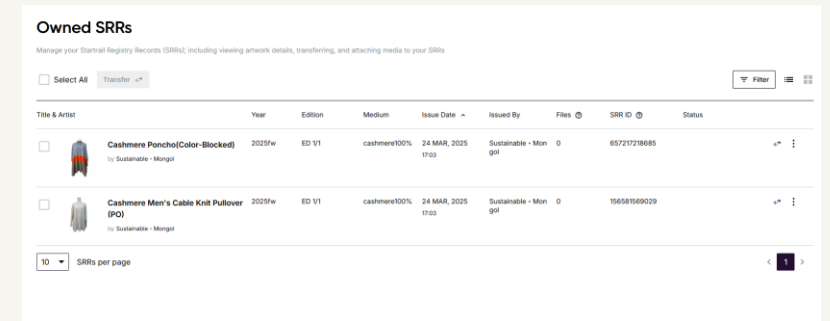 Owned SRRs
Manage your Startrail Registry Records (SRRs); including viewing artwork details, transferring, and attaching media to your SRRs
Select All Transfer Filter
Title & Artist Year Edition Medium Issue Date Issued By Files SRR ID Status
Cashmere Poncho(Color-Blocked) 2025fw ED 1/1 cashmere100% 24 MAR, 2025 Sustainable - Mon 0 657217218685
17:03 gol
by Sustainable - Mongol
Cashmere Men's Cable Knit Pullover 2025fw ED 1/1 cashmere100% 24 MAR, 2025 Sustainable - Mon 0 156581569029
(PO) 17:03 gol
by Sustainable - Mongol
10 SRRs per page < 1 >